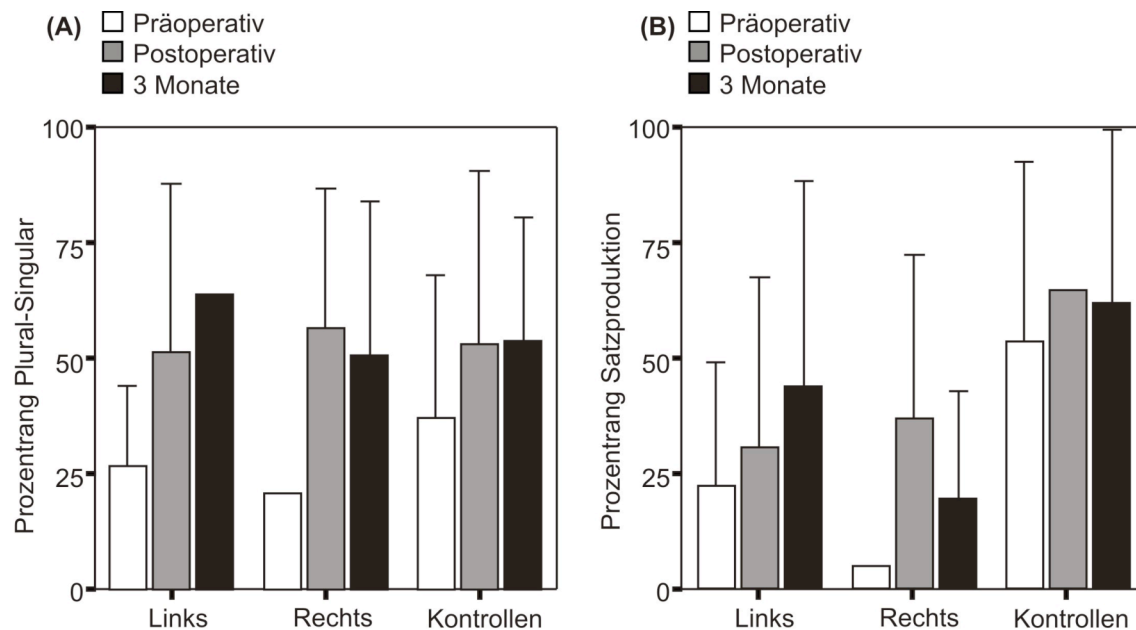 (A)
Präoperativ
Postoperativ
3 Monate
Prozentrang Plural-Singular
100
75
50
25
0
Links Rechts Kontrollen
(B)
Präoperativ
Postoperativ
3 Monate
Prozentrang Satzproduktion
100
75
50
25
0
Links Rechts Kontrollen